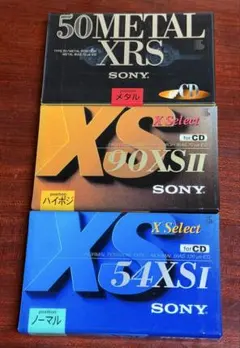 50METAL
XRS
SONY
メタル
CD
XS
X Select
for CD
90XSⅡ
ハイポジ
SONY
XS
X Select
for CD
54XSⅠ
ノーマル
SONY